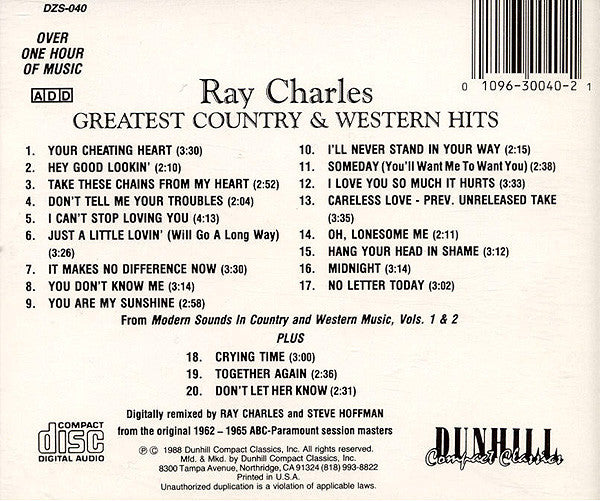 DZS-040
OVER
ONE HOUR
OF MUSIC
ADD
0 1096-30040-2 1
Ray Charles
GREATEST COUNTRY & WESTERN HITS
1. YOUR CHEATING HEART (3:30)
2. HEY GOOD LOOKIN' (2:10)
3. TAKE THESE CHAINS FROM MY HEART (2:52)
4. DON'T TELL ME YOUR TROUBLES (2:04)
5. I CAN'T STOP LOVING YOU (4:13)
6. JUST A LITTLE LOVIN' (Will Go A Long Way)
(3:26)
7. IT MAKES NO DIFFERENCE NOW (3:30)
8. YOU DON'T KNOW ME (3:14)
9. YOU ARE MY SUNSHINE (2:58)
10. I'LL NEVER STAND IN YOUR WAY (2:15)
11. SOMEDAY (You'll Want Me To Want You) (2:38)
12. I LOVE YOU SO MUCH IT HURTS (3:33)
13. CARELESS LOVE - PREV. UNRELEASED TAKE
(3:35)
14. OH, LONESOME ME (2:11)
15. HANG YOUR HEAD IN SHAME (3:12)
16. MIDNIGHT (3:14)
17. NO LETTER TODAY (3:02)
From Modern Sounds In Country and Western Music, Vols. 1 & 2
PLUS
18. CRYING TIME (3:00)
19. TOGETHER AGAIN (2:36)
20. DON'T LET HER KNOW (2:31)
Digitally remixed by RAY CHARLES and STEVE HOFFMAN
from the original 1962 – 1965 ABC-Paramount session masters
COMPACT
disc
DIGITAL AUDIO
℗ © 1988 Dunhill Compact Classics, Inc. All rights reserved.
Mfd. & Mkd. by Dunhill Compact Classics, Inc.
8300 Tampa Avenue, Northridge, CA 91324 (818) 993-8822
Printed in U.S.A.
Unauthorized duplication is a violation of applicable laws.
DUNHILL
Compact Classics